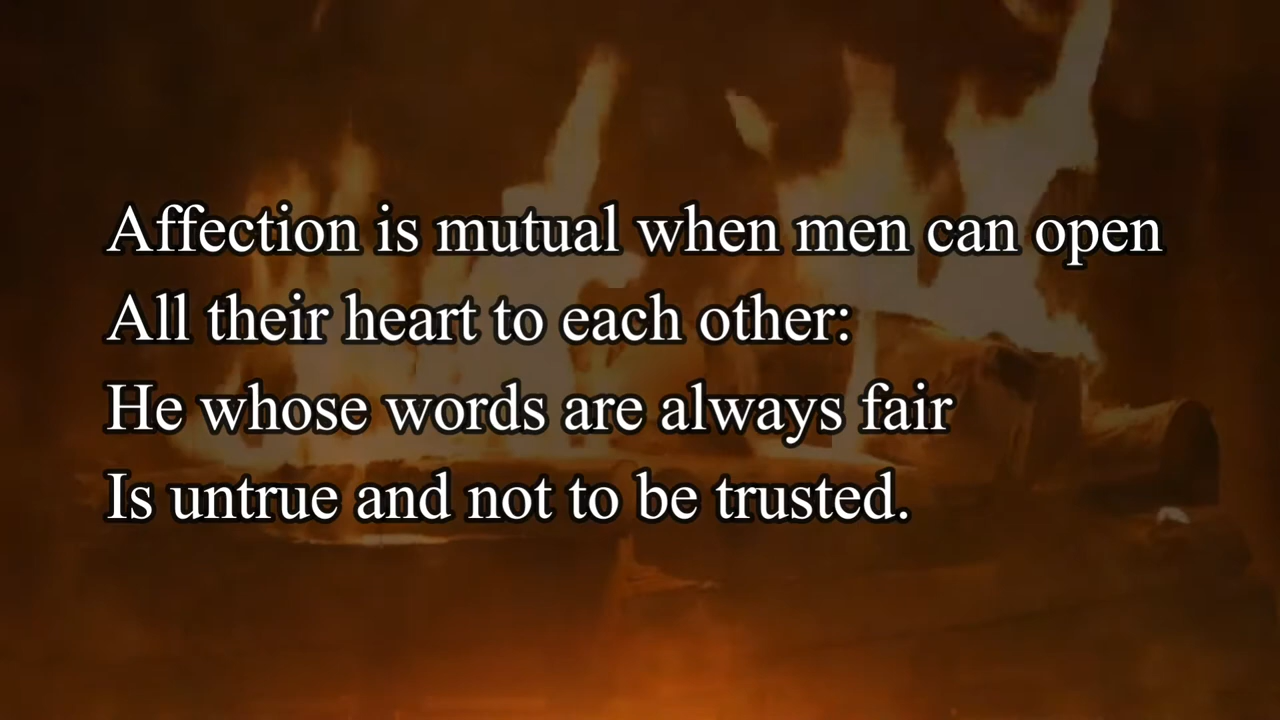 Affection is mutual when men can open
All their heart to each other:
He whose words are always fair
Is untrue and not to be trusted.